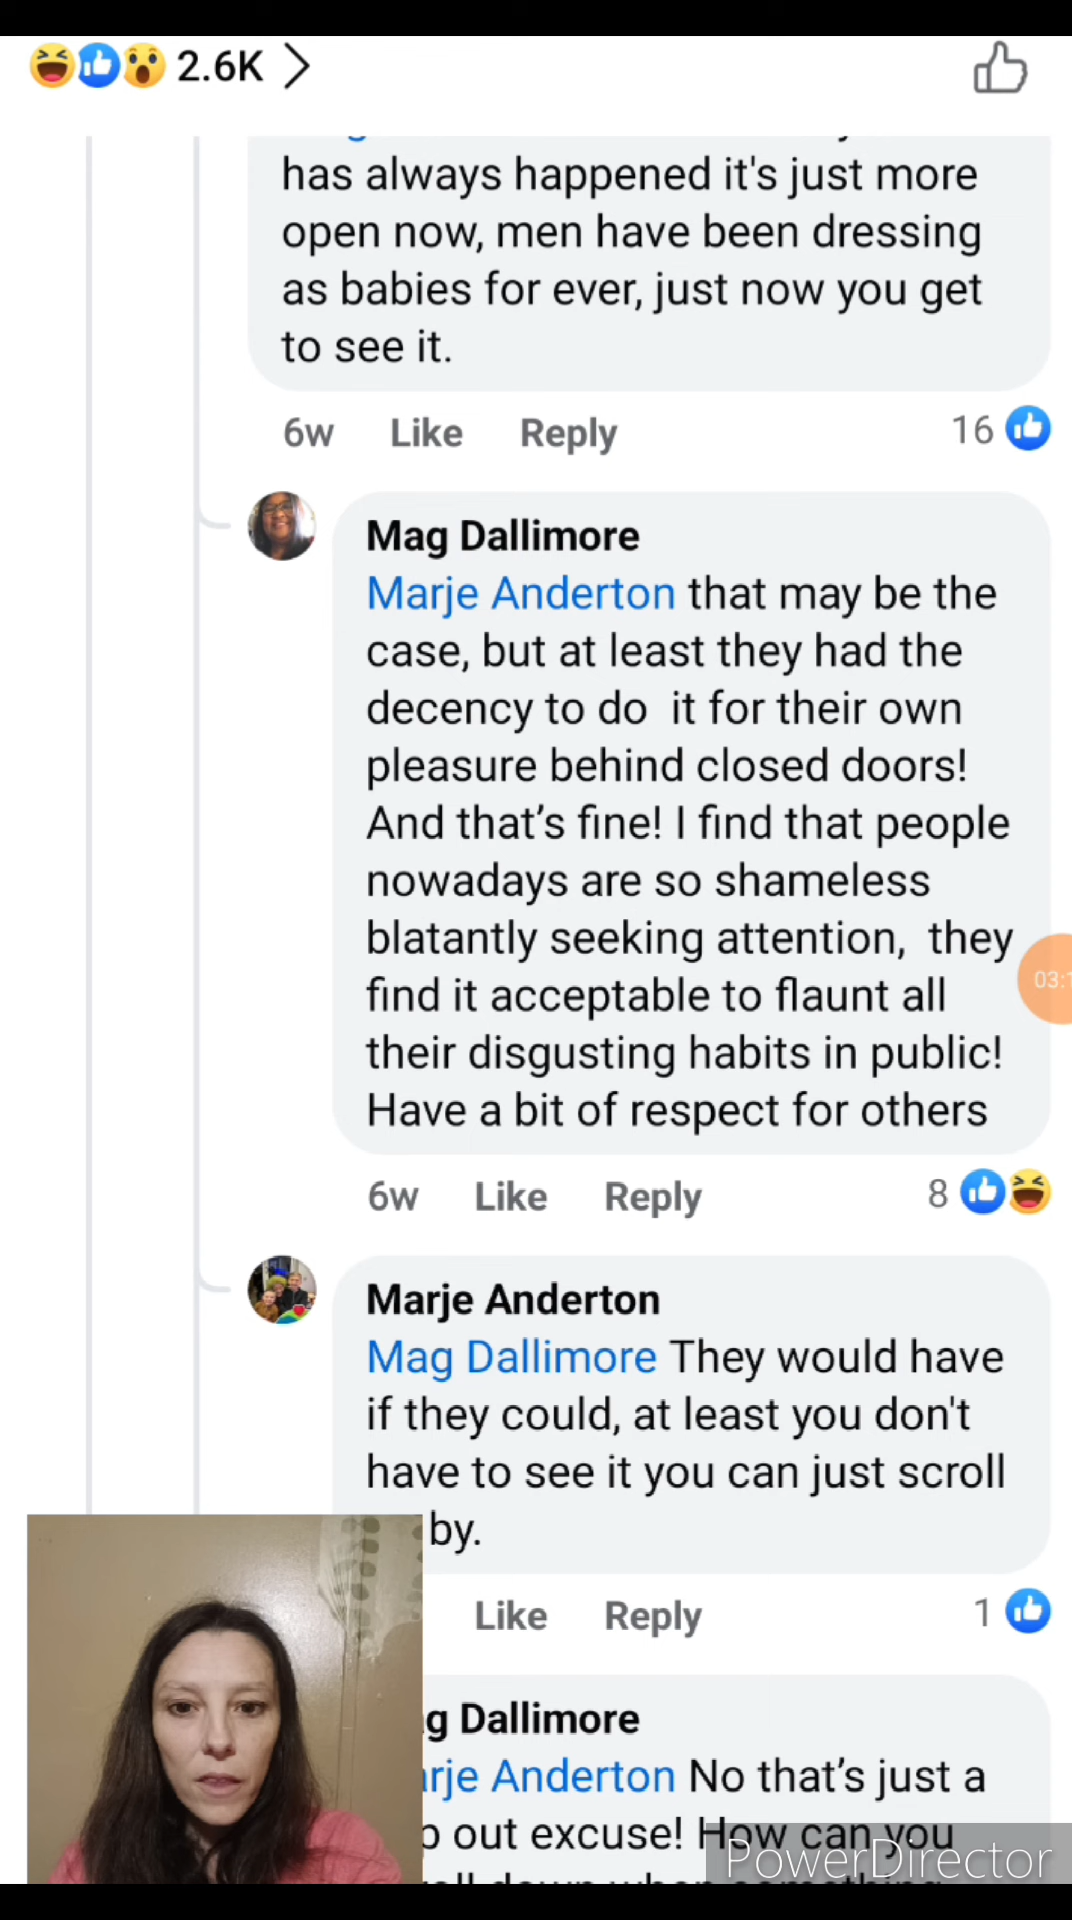 2.6K
has always happened it's just more
open now, men have been dressing
as babies for ever, just now you get
to see it.
6w Like Reply 16
Mag Dallimore
Marje Anderton that may be the
case, but at least they had the
decency to do it for their own
pleasure behind closed doors!
And that’s fine! I find that people
nowadays are so shameless
blatantly seeking attention, they
find it acceptable to flaunt all
their disgusting habits in public!
Have a bit of respect for others
03:1
6w Like Reply 8
Marje Anderton
Mag Dallimore They would have
if they could, at least you don't
have to see it you can just scroll
by.
Like Reply 1
g Dallimore
rje Anderton No that’s just a
out excuse! How can you
PowerDirector